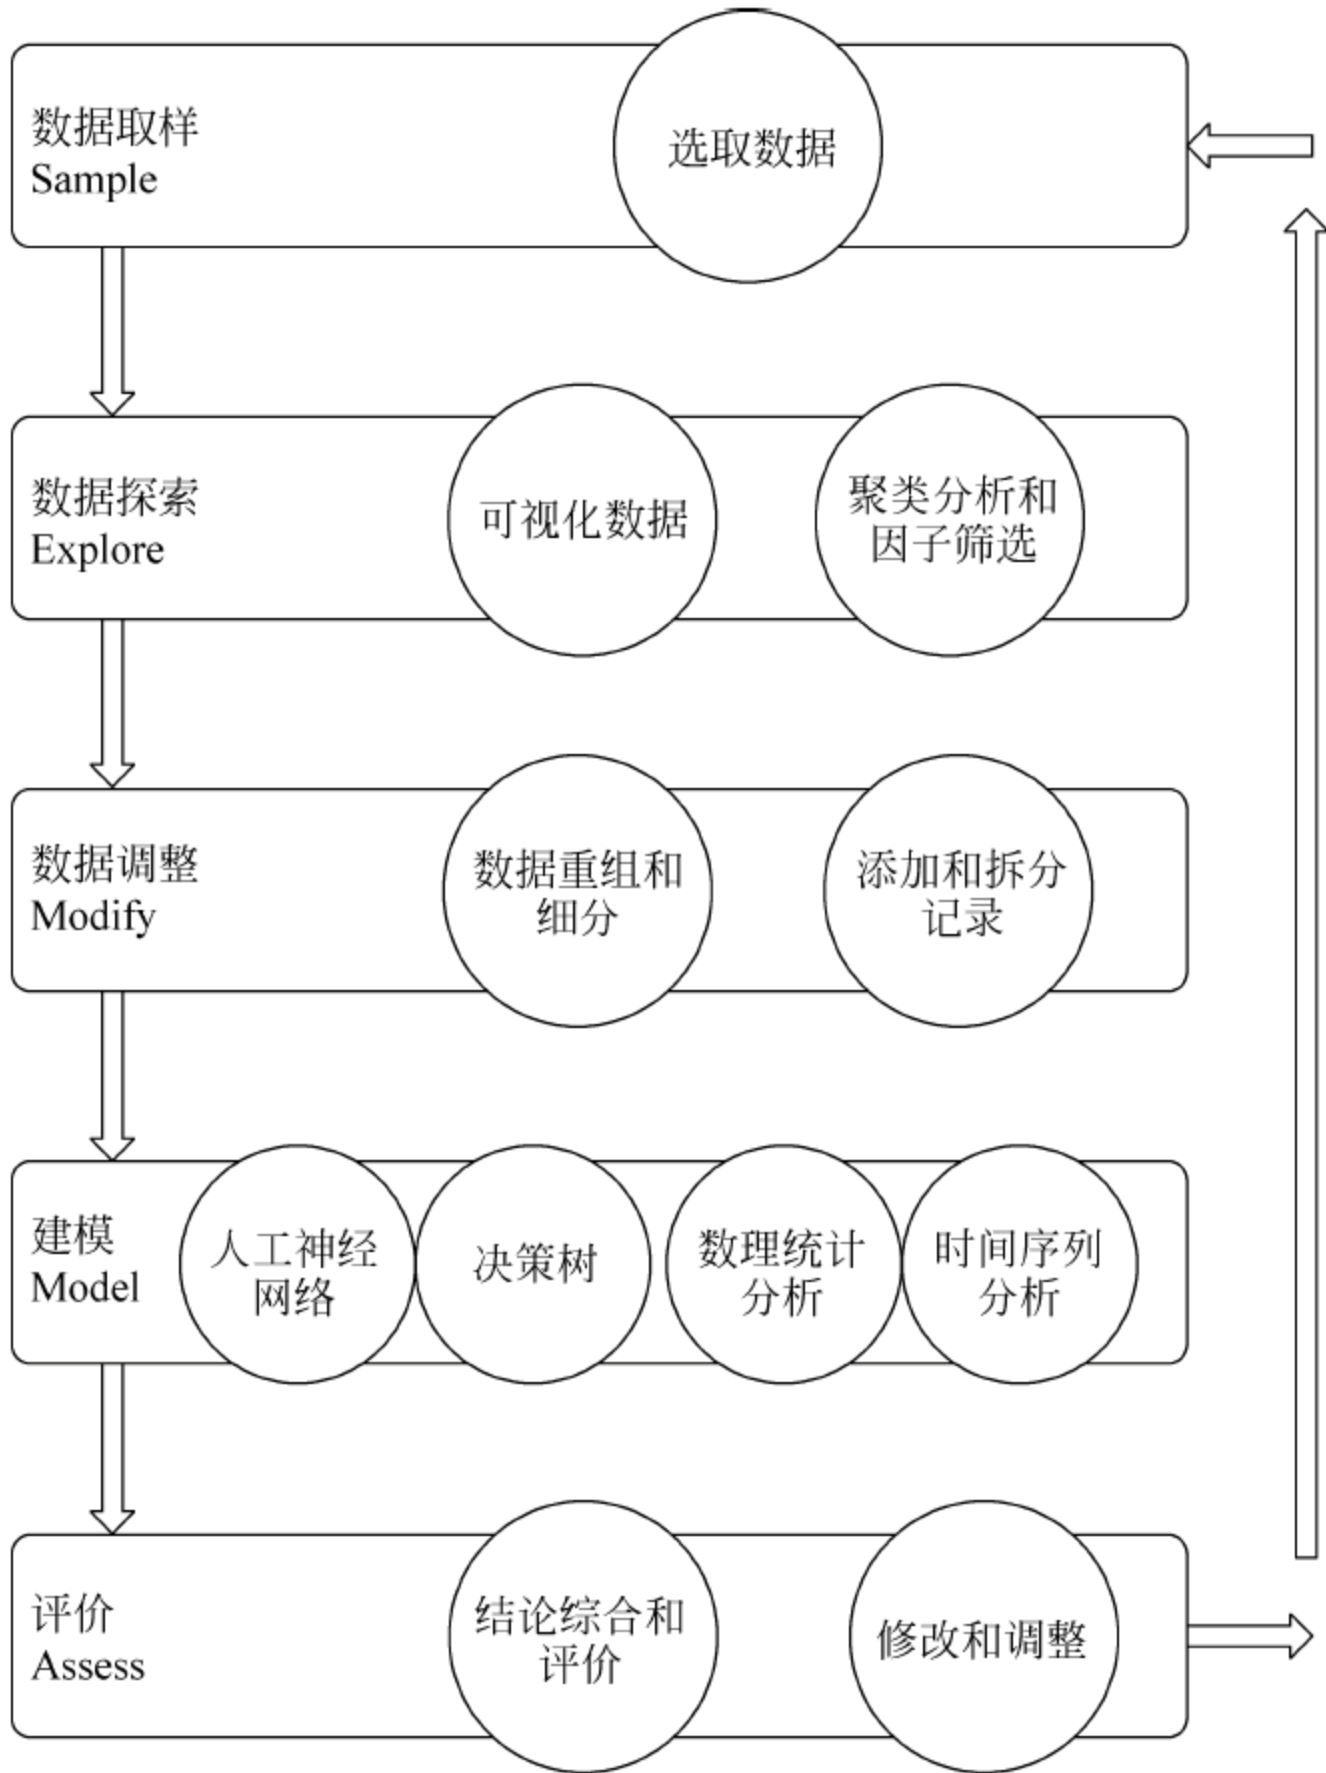 数据取样
Sample
选取数据
数据探索
Explore
可视化数据
聚类分析和
因子筛选
数据调整
Modify
数据重组和
细分
添加和拆分
记录
建模
Model
人工神经
网络
决策树
数理统计
分析
时间序列
分析
评价
Assess
结论综合和
评价
修改和调整